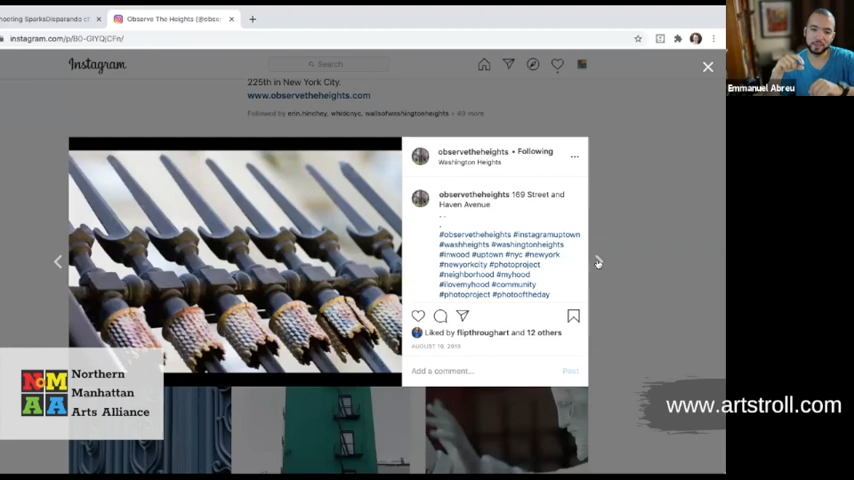 Observe The Heights (@obse
instagram.com/p/B0-GlYQjCFn/
Instagram
Search
225th in New York City.
www.observetheheights.com
Followed by erin.hinchey, whidcnyc, wallsofwashingtonheights + 49 more
observetheheights • Following
Washington Heights
observetheheights 169 Street and
Haven Avenue
. .
.
#observetheheights #instagramuptown
#washheights #washingtonheights
#Inwood #uptown #nyc #newyork
#newyorkcity #photoproject
#neighborhood #myhood
#ilovemyhood #community
#photoproject #photooftheday
Liked by flipthroughart and 12 others
AUGUST 16, 2019
Add a comment...
Post
Emmanuel Abreu
NOMAA
Northern
Manhattan
Arts Alliance
www.artstroll.com